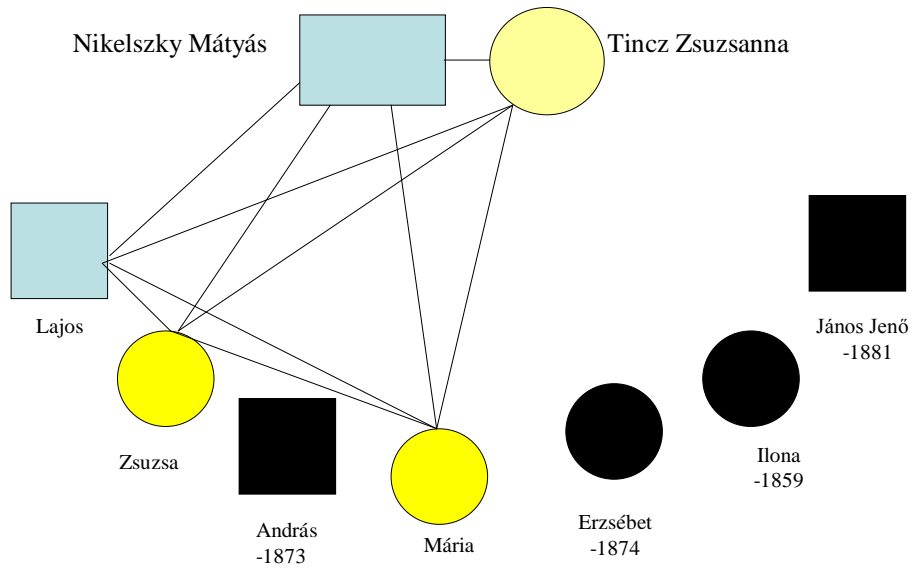 Nikelszky Mátyás
Tincz Zsuzsanna
Lajos
János Jenő
-1881
Zsuzsa
Ilona
-1859
András
-1873
Mária
Erzsébet
-1874